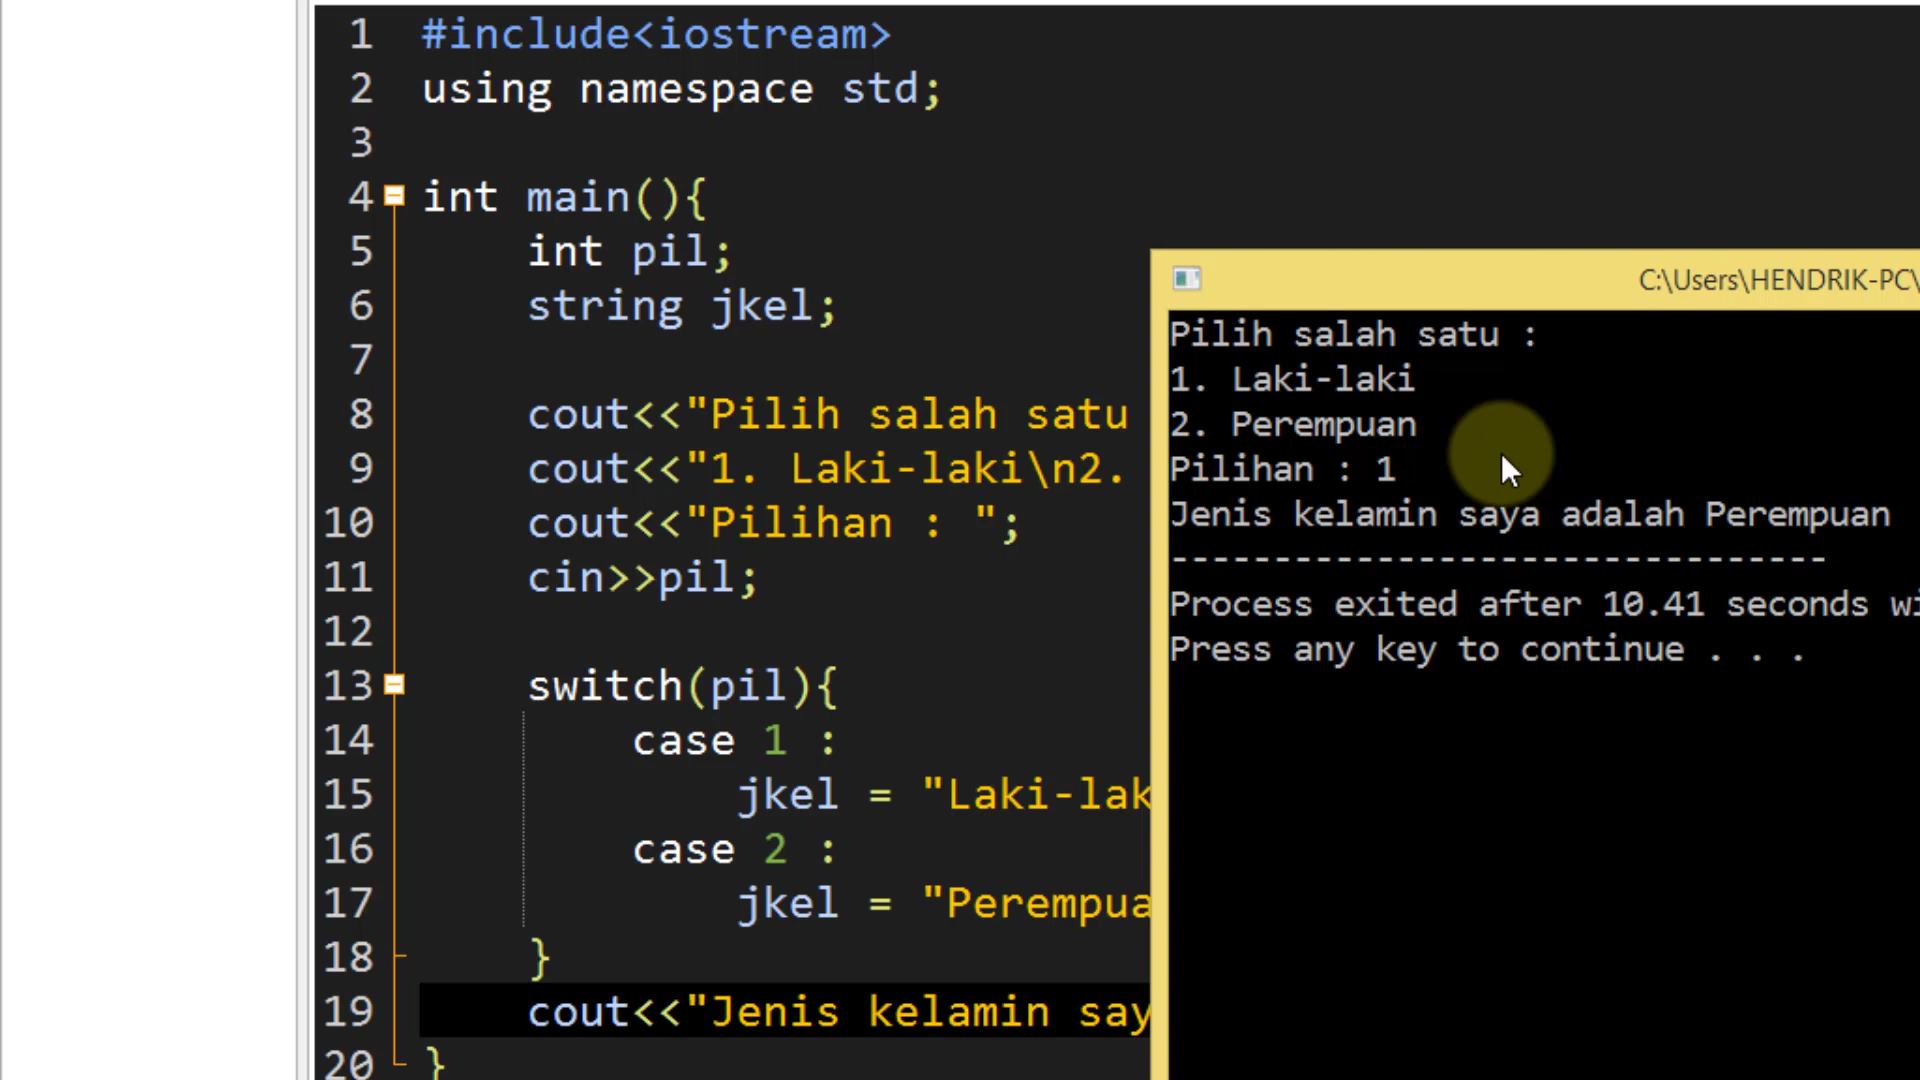 1 #include<iostream>
2 using namespace std;
3
4 int main(){
5 int pil;
6 string jkel;
7
8 cout<<"Pilih salah satu
9 cout<<"1. Laki-laki\n2.
10 cout<<"Pilihan : ";
11 cin>>pil;
12
13 switch(pil){
14 case 1 :
15 jkel = "Laki-lak
16 case 2 :
17 jkel = "Perempua
18 }
19 cout<<"Jenis kelamin say
20 }
C:\Users\HENDRIK-PC\
Pilih salah satu :
1. Laki-laki
2. Perempuan
Pilihan : 1
Jenis kelamin saya adalah Perempuan
--------------------------------
Process exited after 10.41 seconds wi
Press any key to continue . . .